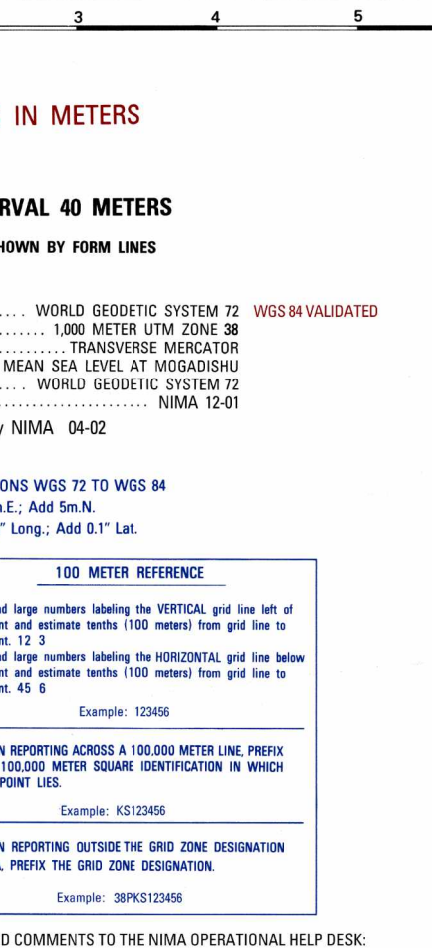 3 4 5
IN METERS
RVAL 40 METERS
HOWN BY FORM LINES
.... WORLD GEODETIC SYSTEM 72 WGS 84 VALIDATED
....... 1,000 METER UTM ZONE 38
.......... TRANSVERSE MERCATOR
MEAN SEA LEVEL AT MOGADISHU
.... WORLD GEODETIC SYSTEM 72
...................... NIMA 12-01
y NIMA 04-02
ONS WGS 72 TO WGS 84
.E.; Add 5m.N.
" Long.; Add 0.1" Lat.
100 METER REFERENCE
d large numbers labeling the VERTICAL grid line left of
nt and estimate tenths (100 meters) from grid line to
nt. 12 3
d large numbers labeling the HORIZONTAL grid line below
nt and estimate tenths (100 meters) from grid line to
nt. 45 6
Example: 123456
N REPORTING ACROSS A 100,000 METER LINE, PREFIX
100,000 METER SQUARE IDENTIFICATION IN WHICH
POINT LIES.
Example: KS123456
N REPORTING OUTSIDE THE GRID ZONE DESIGNATION
, PREFIX THE GRID ZONE DESIGNATION.
Example: 38PKS123456
D COMMENTS TO THE NIMA OPERATIONAL HELP DESK: